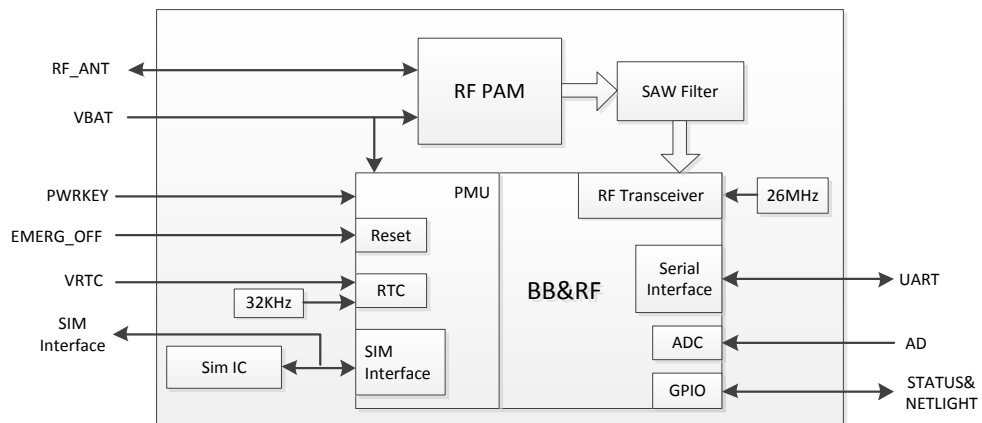 RF_ANT
RF PAM
SAW Filter
VBAT
PWRKEY
PMU
RF Transceiver
26MHz
EMERG_OFF
Reset
VRTC
RTC
32KHz
BB&RF
Serial
Interface
UART
SIM
Interface
Sim IC
SIM
Interface
ADC
AD
GPIO
STATUS&
NETLIGHT